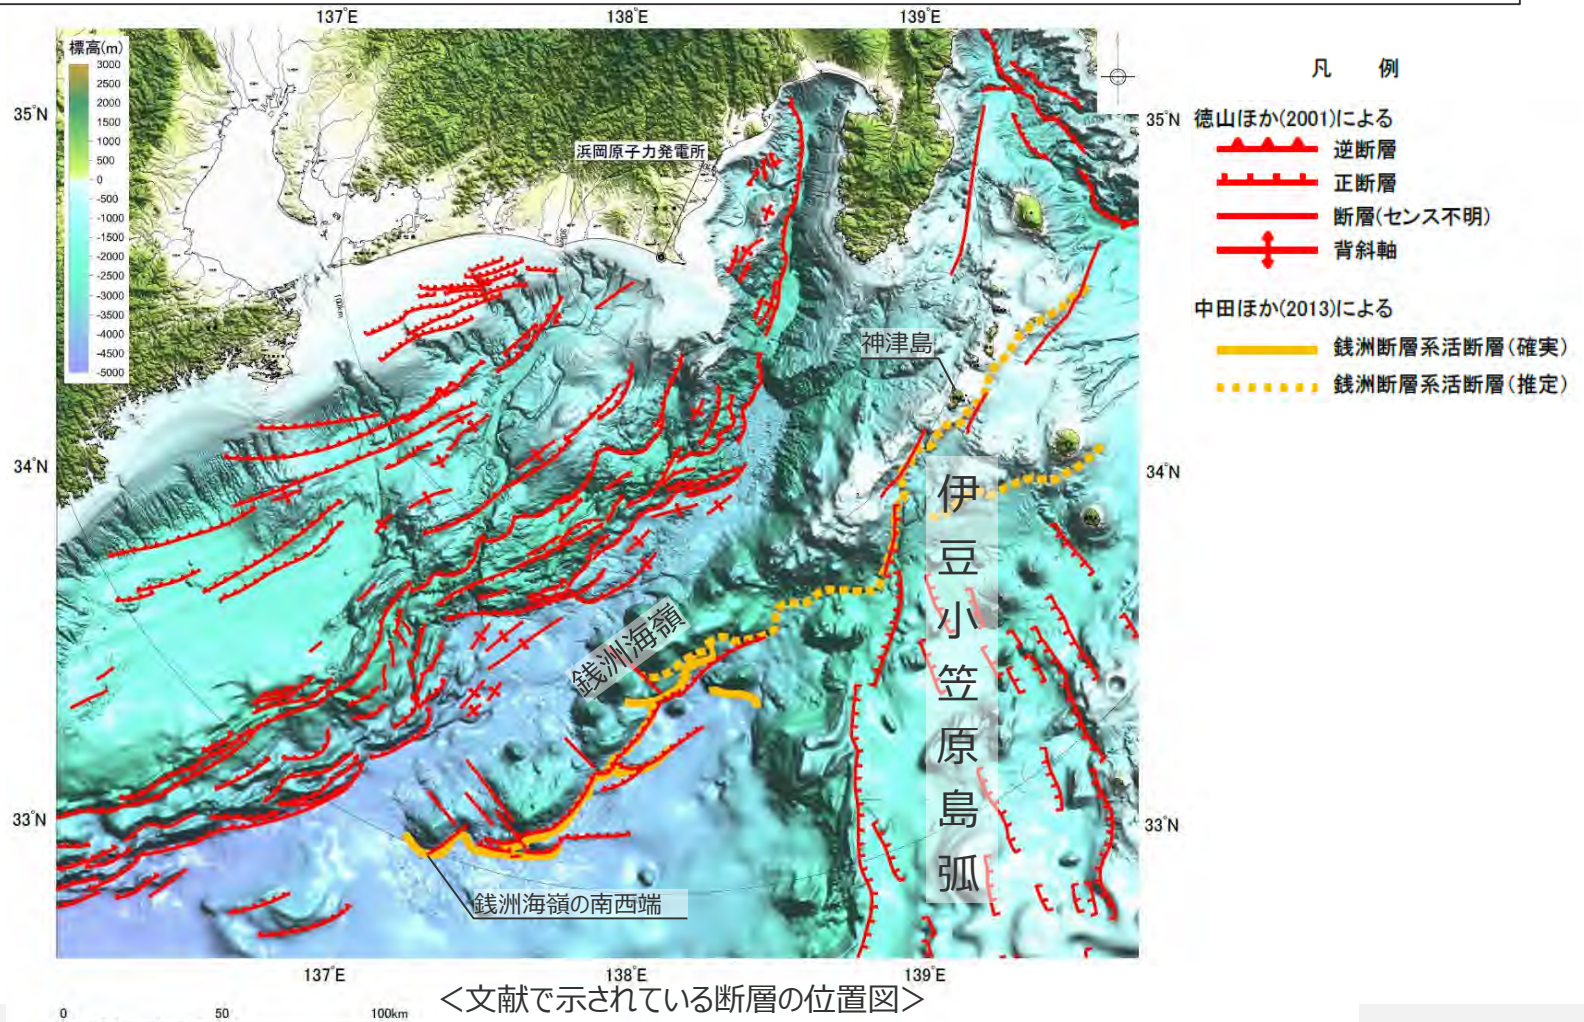 137°E
138°E
139°E
標高(m)
3000
2500
2000
1500
1000
500
0
-500
-1000
-1500
-2000
-2500
-3000
-3500
-4000
-4500
-5000
35°N
34°N
33°N
浜岡原子力発電所
100km
神津島
銭洲海嶺
伊豆小笠原島弧
銭洲海嶺の南西端
35°N
34°N
33°N
凡 例
徳山ほか(2001)による
逆断層
正断層
断層(センス不明)
背斜軸
中田ほか(2013)による
銭洲断層系活断層(確実)
銭洲断層系活断層(推定)
137°E
138°E
139°E
<文献で示されている断層の位置図>
0 50 100km